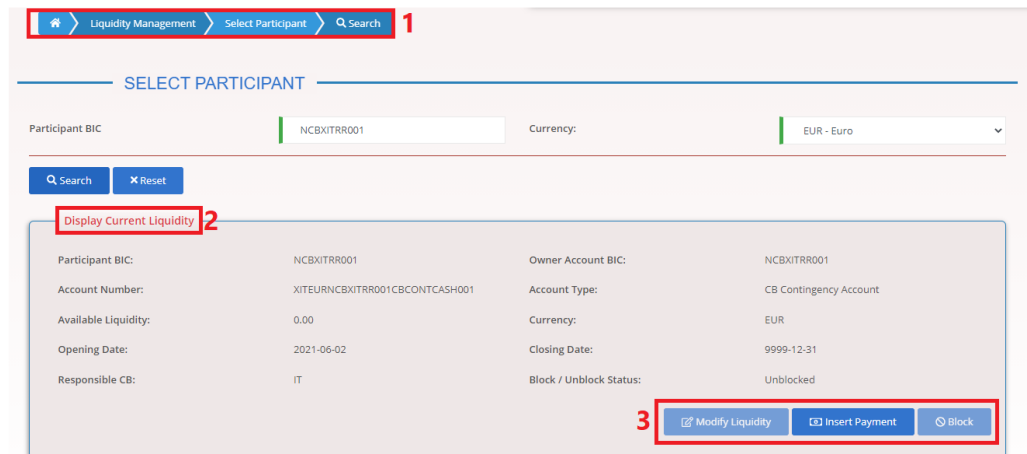 Liquidity Management Select Participant Search 1
SELECT PARTICIPANT
Participant BIC NCBXITRR001 Currency: EUR - Euro
Search Reset
Display Current Liquidity 2
Participant BIC: NCBXITRR001 Owner Account BIC: NCBXITRR001
Account Number: XITEURNCBXITRR001CBCONTCASH001 Account Type: CB Contingency Account
Available Liquidity: 0.00 Currency: EUR
Opening Date: 2021-06-02 Closing Date: 9999-12-31
Responsible CB: IT Block / Unblock Status: Unblocked
3 Modify Liquidity Insert Payment Block